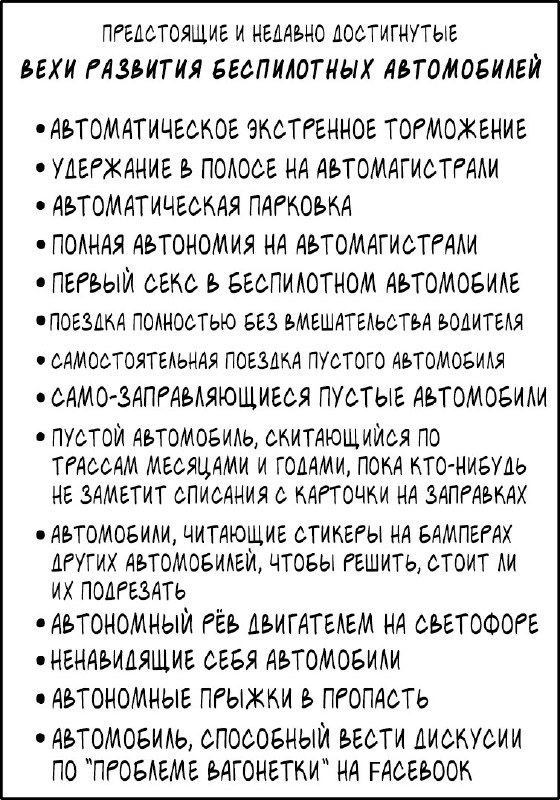 ПРЕДСТОЯЩИЕ И НЕДАВНО ДОСТИГНУТЫЕ
ВЕХИ РАЗВИТИЯ БЕСПИЛОТНЫХ АВТОМОБИЛЕЙ
• АВТОМАТИЧЕСКОЕ ЭКСТРЕННОЕ ТОРМОЖЕНИЕ
• УДЕРЖАНИЕ В ПОЛОСЕ НА АВТОМАГИСТРАЛИ
• АВТОМАТИЧЕСКАЯ ПАРКОВКА
• ПОЛНАЯ АВТОНОМИЯ НА АВТОМАГИСТРАЛИ
• ПЕРВЫЙ СЕКС В БЕСПИЛОТНОМ АВТОМОБИЛЕ
• ПОЕЗДКА ПОЛНОСТЬЮ БЕЗ ВМЕШАТЕЛЬСТВА ВОДИТЕЛЯ
• САМОСТОЯТЕЛЬНАЯ ПОЕЗДКА ПУСТОГО АВТОМОБИЛЯ
• САМО-ЗАПРАВЛЯЮЩИЕСЯ ПУСТЫЕ АВТОМОБИЛИ
• ПУСТОЙ АВТОМОБИЛЬ, СКИТАЮЩИЙСЯ ПО
ТРАССАМ МЕСЯЦАМИ И ГОДАМИ, ПОКА КТО-НИБУДЬ
НЕ ЗАМЕТИТ СПИСАНИЯ С КАРТОЧКИ НА ЗАПРАВКАХ
• АВТОМОБИЛИ, ЧИТАЮЩИЕ СТИКЕРЫ НА БАМПЕРАХ
ДРУГИХ АВТОМОБИЛЕЙ, ЧТОБЫ РЕШИТЬ, СТОИТ ЛИ
ИХ ПОДРЕЗАТЬ
• АВТОНОМНЫЙ РЁВ ДВИГАТЕЛЕМ НА СВЕТОФОРЕ
• НЕНАВИДЯЩИЕ СЕБЯ АВТОМОБИЛИ
• АВТОНОМНЫЕ ПРЫЖКИ В ПРОПАСТЬ
• АВТОМОБИЛЬ, СПОСОБНЫЙ ВЕСТИ ДИСКУСИИ
ПО "ПРОБЛЕМЕ ВАГОНЕТКИ" НА FACEBOOK